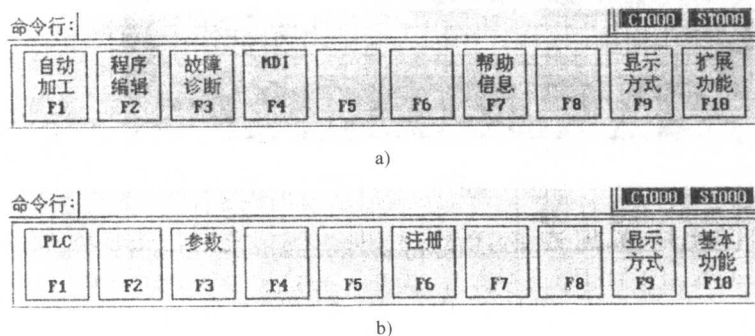 命令行: CT000 ST000
自动 程序 故障 MDI 帮助 显示 扩展
加工 编辑 诊断 信息 方式 功能
F1 F2 F3 F4 F5 F6 F7 F8 F9 F10
a)
命令行: CT000 ST000
PLC 参数 注册 显示 基本
方式 功能
F1 F2 F3 F4 F5 F6 F7 F8 F9 F10
b)